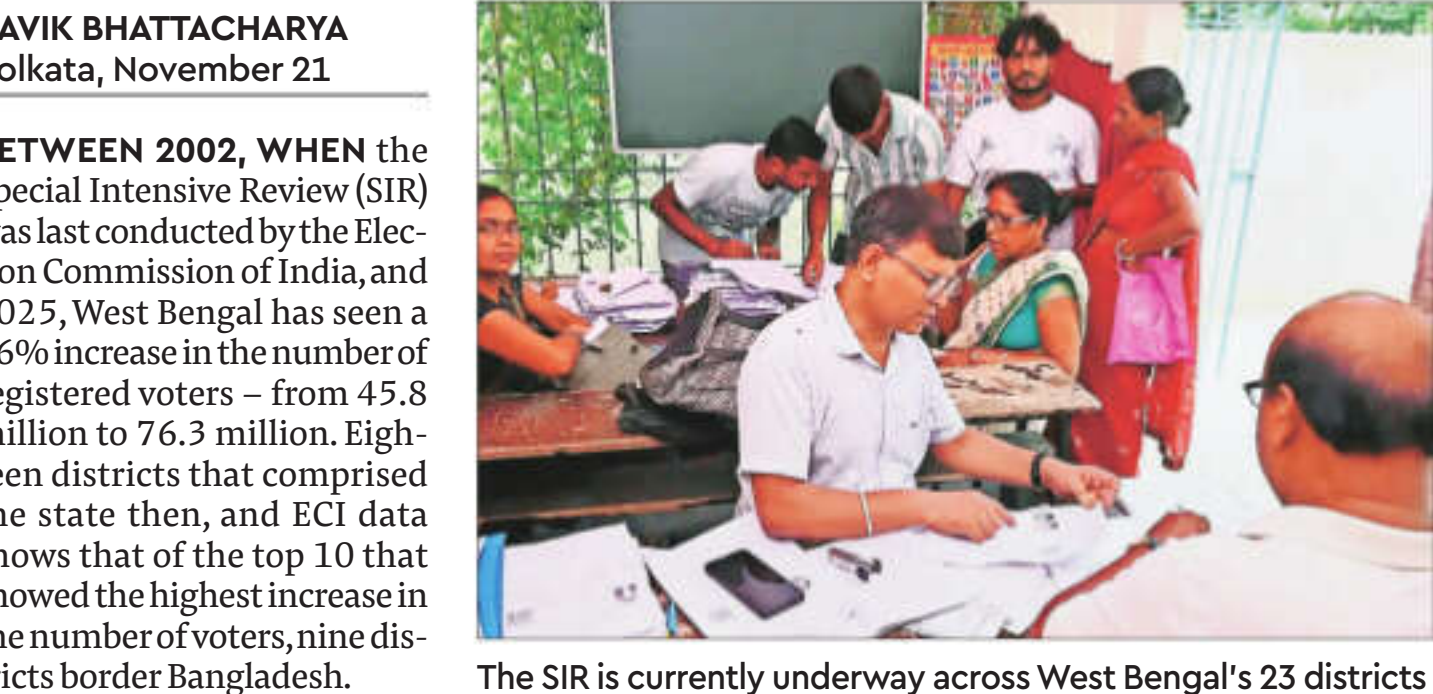 AVIK BHATTACHARYA
olkata, November 21
ETWEEN 2002, WHEN the
pecial Intensive Review (SIR)
as last conducted by the Elec-
on Commission of India, and
025, West Bengal has seen a
6% increase in the number of
egistered voters – from 45.8
illion to 76.3 million. Eigh-
een districts that comprised
he state then, and ECI data
hows that of the top 10 that
howed the highest increase in
he number of voters, nine dis-
ricts border Bangladesh.
The SIR is currently underway across West Bengal's 23 districts